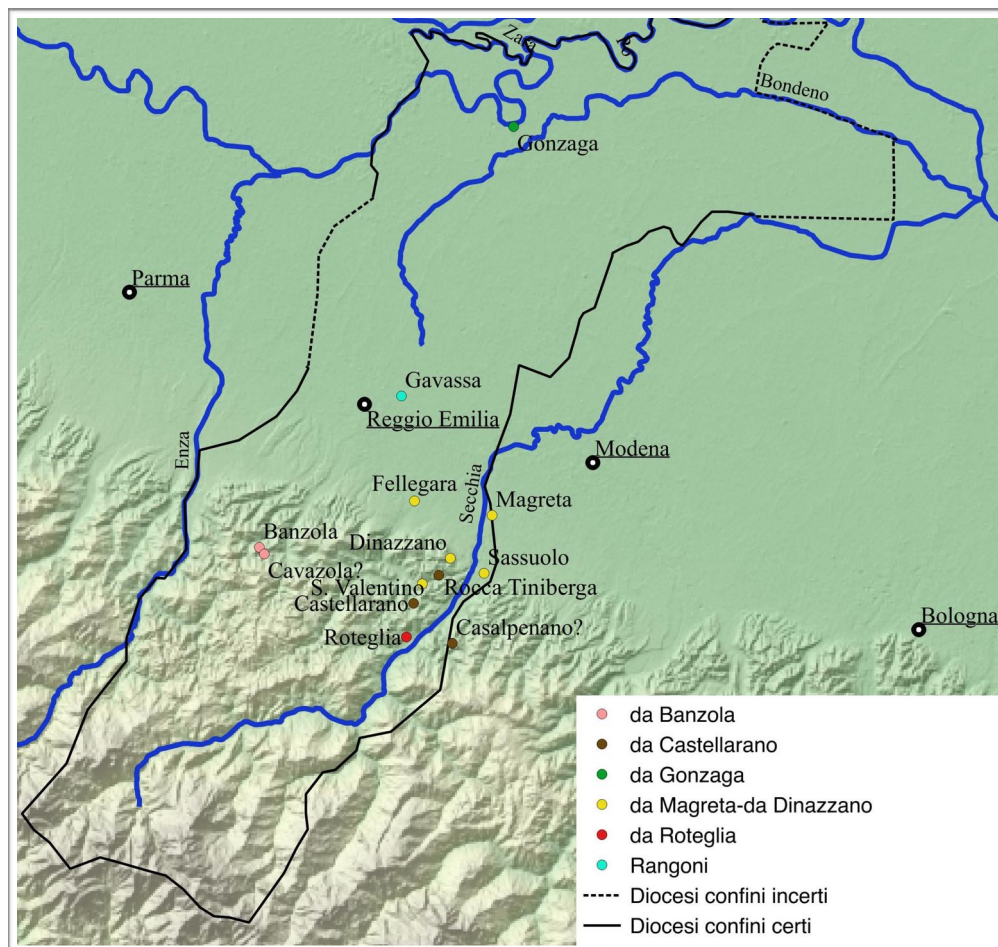 Zara
Po
Bondeno
Gonzaga
Parma
Gavassa
Reggio Emilia
Enza
Modena
Secchia
Fellegara
Magreta
Banzola
Dinazzano
Cavazola?
Sassuolo
S. Valentino
Rocca Tiniberga
Castellarano
Bologna
Roteglia
Casalpenano?
da Banzola
da Castellarano
da Gonzaga
da Magreta-da Dinazzano
da Roteglia
Rangoni
Diocesi confini incerti
Diocesi confini certi